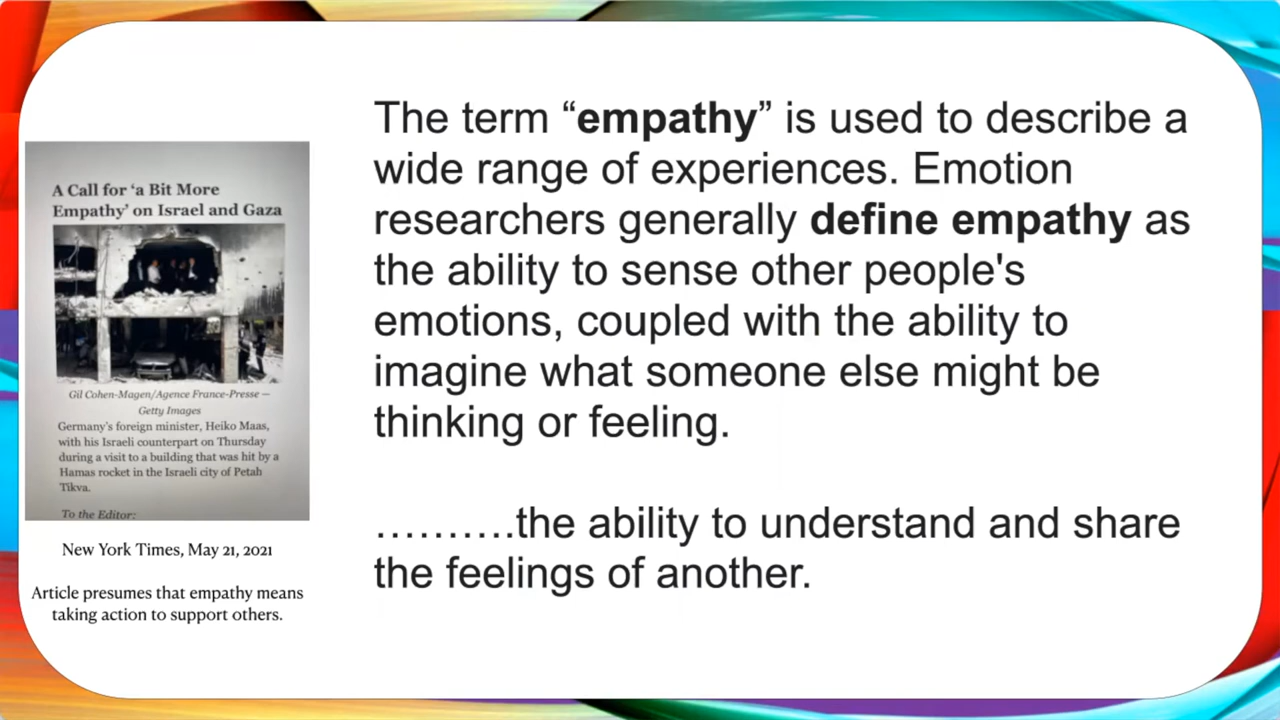 A Call for ‘a Bit More
Empathy’ on Israel and Gaza
Gil Cohen-Magen/Agence France-Presse —
Getty Images
Germany’s foreign minister, Heiko Maas,
with his Israeli counterpart on Thursday
during a visit to a building that was hit by a
Hamas rocket in the Israeli city of Petah
Tikva.
To the Editor:
New York Times, May 21, 2021
Article presumes that empathy means
taking action to support others.
The term “empathy” is used to describe a
wide range of experiences. Emotion
researchers generally define empathy as
the ability to sense other people's
emotions, coupled with the ability to
imagine what someone else might be
thinking or feeling.
……….the ability to understand and share
the feelings of another.